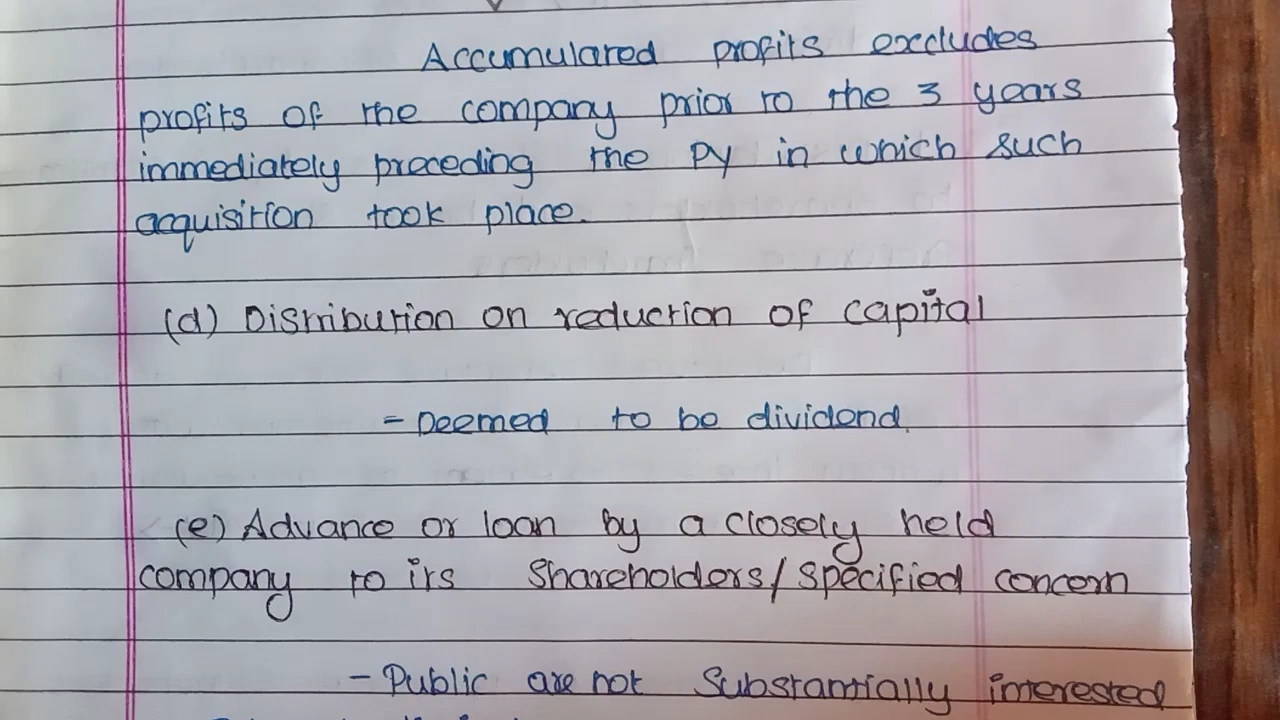 Accumulated profits excludes
profits of the company prior to the 3 years
immediately preceding the PY in which such
acquisition took place.
(d) Distribution on reduction of capital
- Deemed to be dividend.
(e) Advance or loan by a closely held
company to its shareholders/specified concern
- Public are not substantially interested